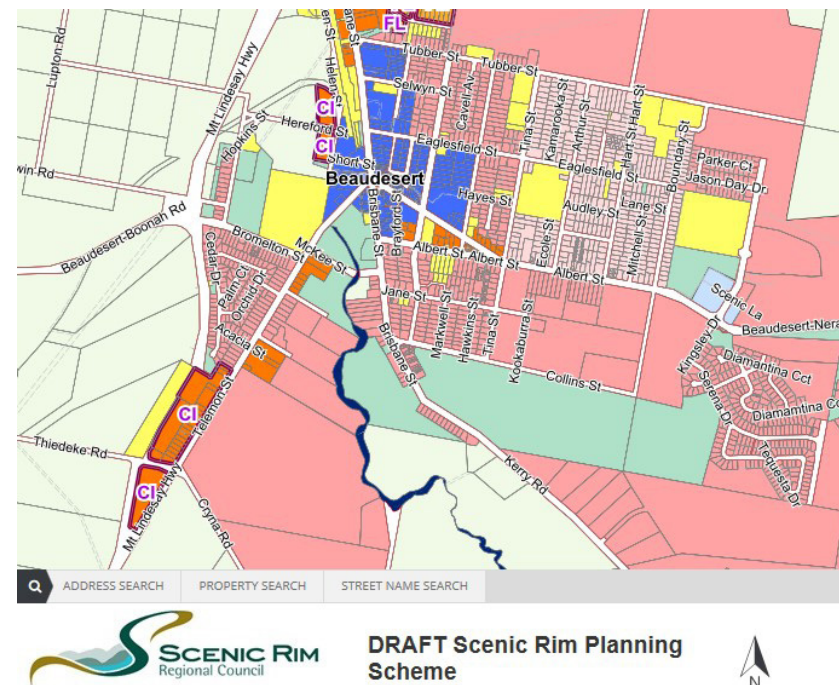 FL
Lupton Rd
Mt Lindesay Hwy
Helen St
Tubber St
Tubber St
Selwyn St
Cavell Av
CI
Hereford St
Hopkins St
CI
Short St
Beaudesert
Eaglesfield St
Tina St
Kamarooka St
Arthur St
Hart St
Hart St
Boundary St
Parker Ct
Jason Day Dr
Eaglesfield St
Lane St
Hayes St
Audley St
Brisbane St
Brayford St
Beaudesert-Boonah Rd
Bromelton St
McKee St
Albert St
Albert St
Eccle St
Albert St
Mitchell St
Cedar Dr
Palm Ct
Orchid Dr
Jane St
Scenic La
Acacia St
Markwell St
Hawkins St
Tina St
Kookaburra St
Brisbane St
Collins St
Kingsley Dr
Diamantina Cct
Serena Dr
Tequesta Dr
CI
Telemon St
Thiedeke Rd
CI
Mt Lindesay Hwy
Cryna Rd
Kerry Rd
ADDRESS SEARCH
PROPERTY SEARCH
STREET NAME SEARCH
SCENIC RIM
Regional Council
DRAFT Scenic Rim Planning
Scheme
N